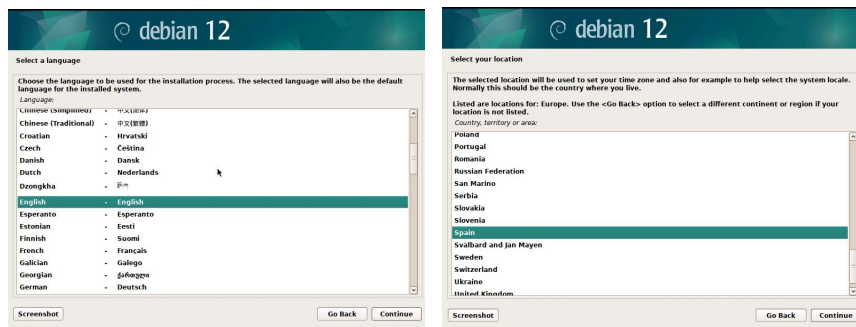 debian 12
Select a language
Choose the language to be used for the installation process. The selected language will also be the default
language for the installed system.
Language:
Chinese (Simplified) - 中文(简体)
Chinese (Traditional) - 中文(繁體)
Croatian - Hrvatski
Czech - Čeština
Danish - Dansk
Dutch - Nederlands
Dzongkha - རྫོང་ཁ
English - English
Esperanto - Esperanto
Estonian - Eesti
Finnish - Suomi
French - Français
Galician - Galego
Georgian - ქართული
German - Deutsch
Screenshot
Go Back
Continue
debian 12
Select your location
The selected location will be used to set your time zone and also for example to help select the system locale.
Normally this should be the country where you live.
Listed are locations for: Europe. Use the <Go Back> option to select a different continent or region if your
location is not listed.
Country, territory or area:
Poland
Portugal
Romania
Russian Federation
San Marino
Serbia
Slovakia
Slovenia
Spain
Svalbard and Jan Mayen
Sweden
Switzerland
Ukraine
United Kingdom
Screenshot
Go Back
Continue